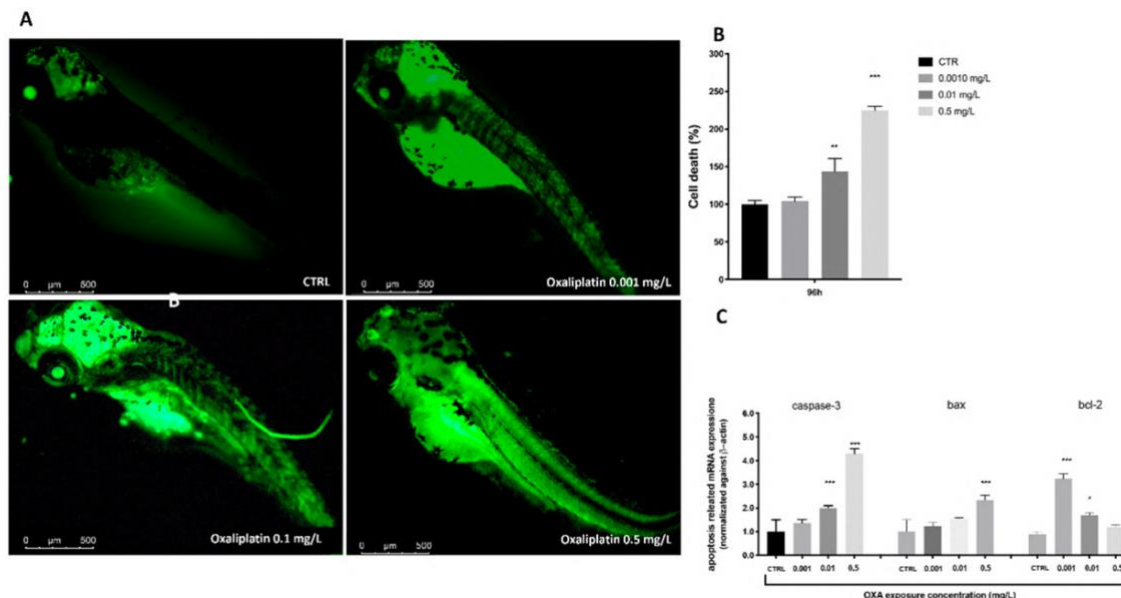 A
CTRL
0 μm 500
Oxaliplatin 0.001 mg/L
0 μm 500
D
Oxaliplatin 0.1 mg/L
0 μm 500
Oxaliplatin 0.5 mg/L
0 μm 500
B
Cell death (%)
300
250
200
150
100
50
0
**
***
96h
CTR
0.0010 mg/L
0.01 mg/L
0.5 mg/L
C
apoptosis releated mRNA expressione
(normalizated against β-actin)
6.0
5.0
4.0
3.0
2.0
1.0
0.0
caspase-3
bax
bcl-2
***
***
***
***
*
CTRL 0.001 0.01 0.5
CTRL 0.001 0.01 0.5
CTRL 0.001 0.01 0.5
OXA exposure concentration (mg/L)